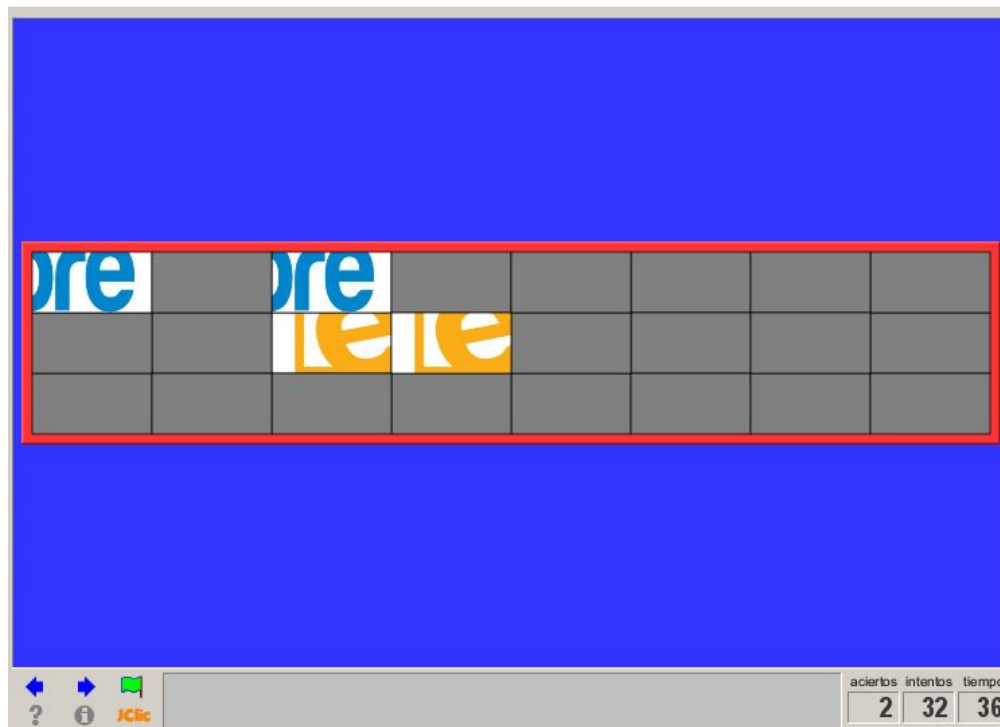 ore ore
le le
aciertos intentos tiempo
2 32 36
? i JClic